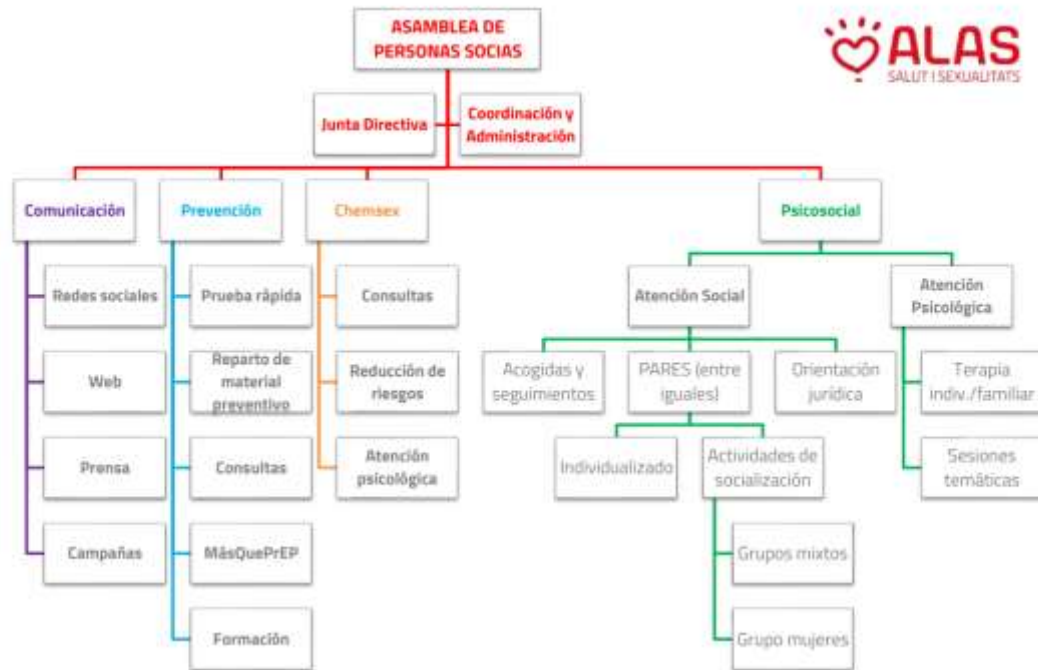 ASAMBLEA DE
PERSONAS SOCIAS
ALAS
SALUT I SEXUALITATS
Junta Directiva
Coordinación y
Administración
Comunicación
Prevención
Chemsex
Psicosocial
Redes sociales
Prueba rápida
Consultas
Atención Social
Atención
Psicológica
Web
Reparto de
material
preventivo
Reducción de
riesgos
Acogidas y
seguimientos
PARES (entre
iguales)
Orientación
jurídica
Terapia
indiv./familiar
Prensa
Consultas
Atención
psicológica
Individualizado
Actividades de
socialización
Sesiones
temáticas
Campañas
MásQuePrEP
Grupos mixtos
Formación
Grupo mujeres